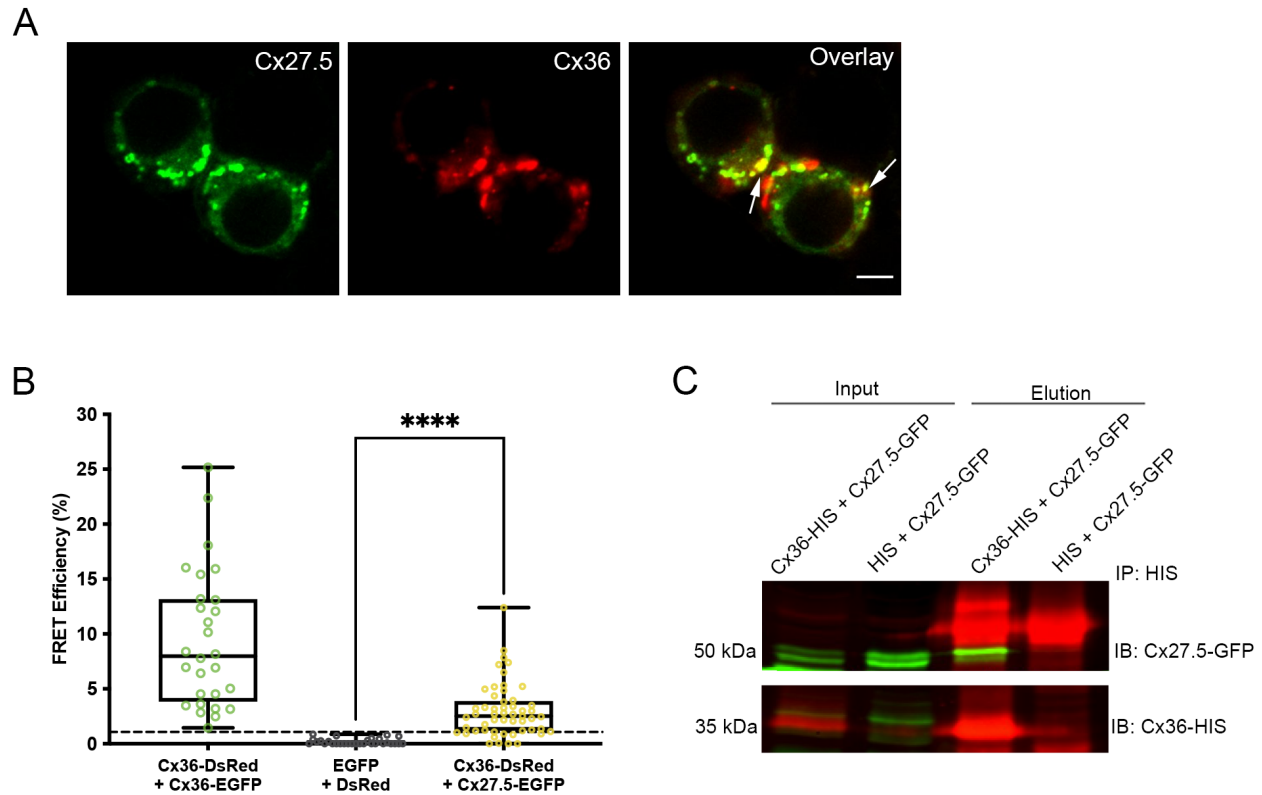 A
Cx27.5
Cx36
Overlay
B
FRET Efficiency (%)
30
25
20
15
10
5
0
****
Cx36-DsRed
+ Cx36-EGFP
EGFP
+ DsRed
Cx36-DsRed
+ Cx27.5-EGFP
C
Input
Elution
Cx36-HIS + Cx27.5-GFP
HIS + Cx27.5-GFP
Cx36-HIS + Cx27.5-GFP
HIS + Cx27.5-GFP
IP: HIS
50 kDa
IB: Cx27.5-GFP
35 kDa
IB: Cx36-HIS